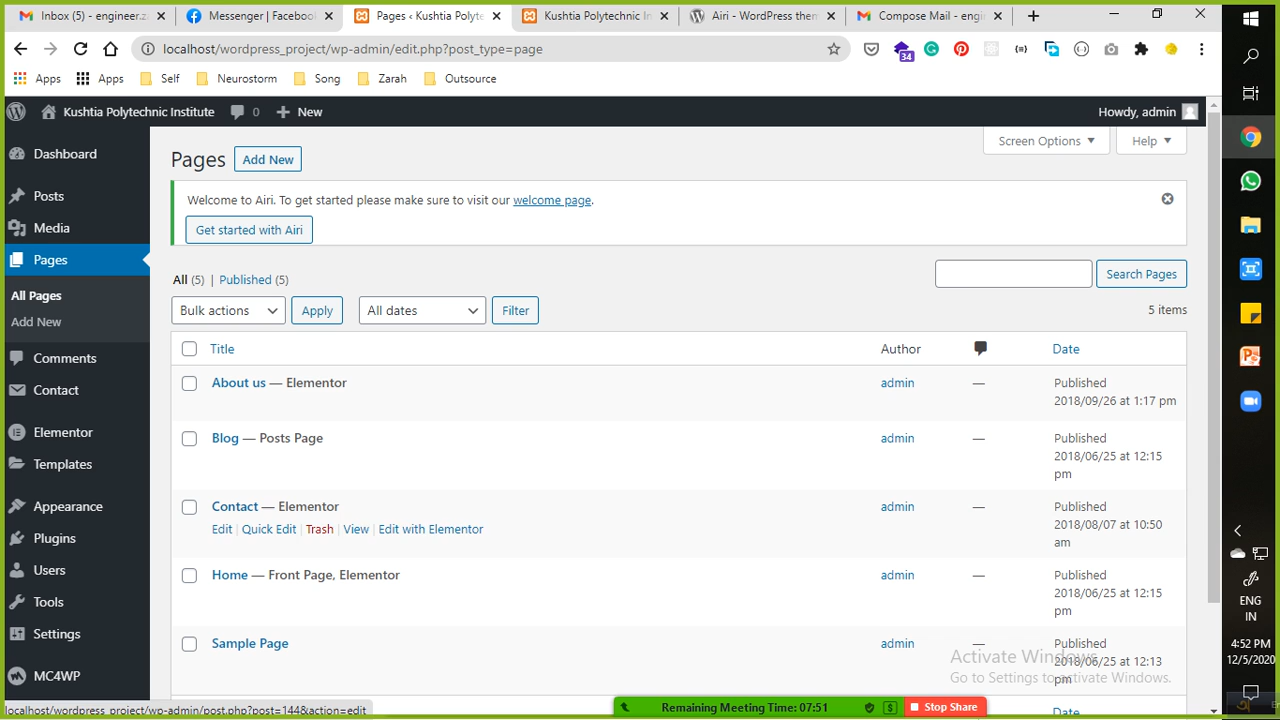 Inbox (5) - engineer.za
Messenger | Facebook
Pages ‹ Kushtia Polyte
Kushtia Polytechnic In
Airi - WordPress them
Compose Mail - engi
localhost/wordpress_project/wp-admin/edit.php?post_type=page
34
Apps
Apps
Self
Neurostorm
Song
Zarah
Outsource
Kushtia Polytechnic Institute
0
New
Howdy, admin
Dashboard
Posts
Media
Pages
All Pages
Add New
Comments
Contact
Elementor
Templates
Appearance
Plugins
Users
Tools
Settings
MC4WP
Screen Options
Help
Pages
Add New
Welcome to Airi. To get started please make sure to visit our welcome page.
Get started with Airi
All (5) | Published (5)
Search Pages
Bulk actions
Apply
All dates
Filter
5 items
Title
Author
Date
About us — Elementor
admin
—
Published
2018/09/26 at 1:17 pm
Blog — Posts Page
admin
—
Published
2018/06/25 at 12:15
pm
Contact — Elementor
Edit | Quick Edit | Trash | View | Edit with Elementor
admin
—
Published
2018/08/07 at 10:50
am
Home — Front Page, Elementor
admin
—
Published
2018/06/25 at 12:15
pm
Sample Page
admin
—
Published
2018/06/25 at 12:13
pm
Date
Activate Windows
Go to Settings to activate Windows.
localhost/wordpress_project/wp-admin/post.php?post=144&action=edit
Remaining Meeting Time: 07:51
Stop Share
ENG
IN
4:52 PM
12/5/2020